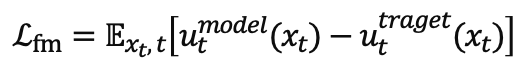 ℒ_fm = 𝔼_{x_t, t}[u_t^{model}(x_t) − u_t^{traget}(x_t)]